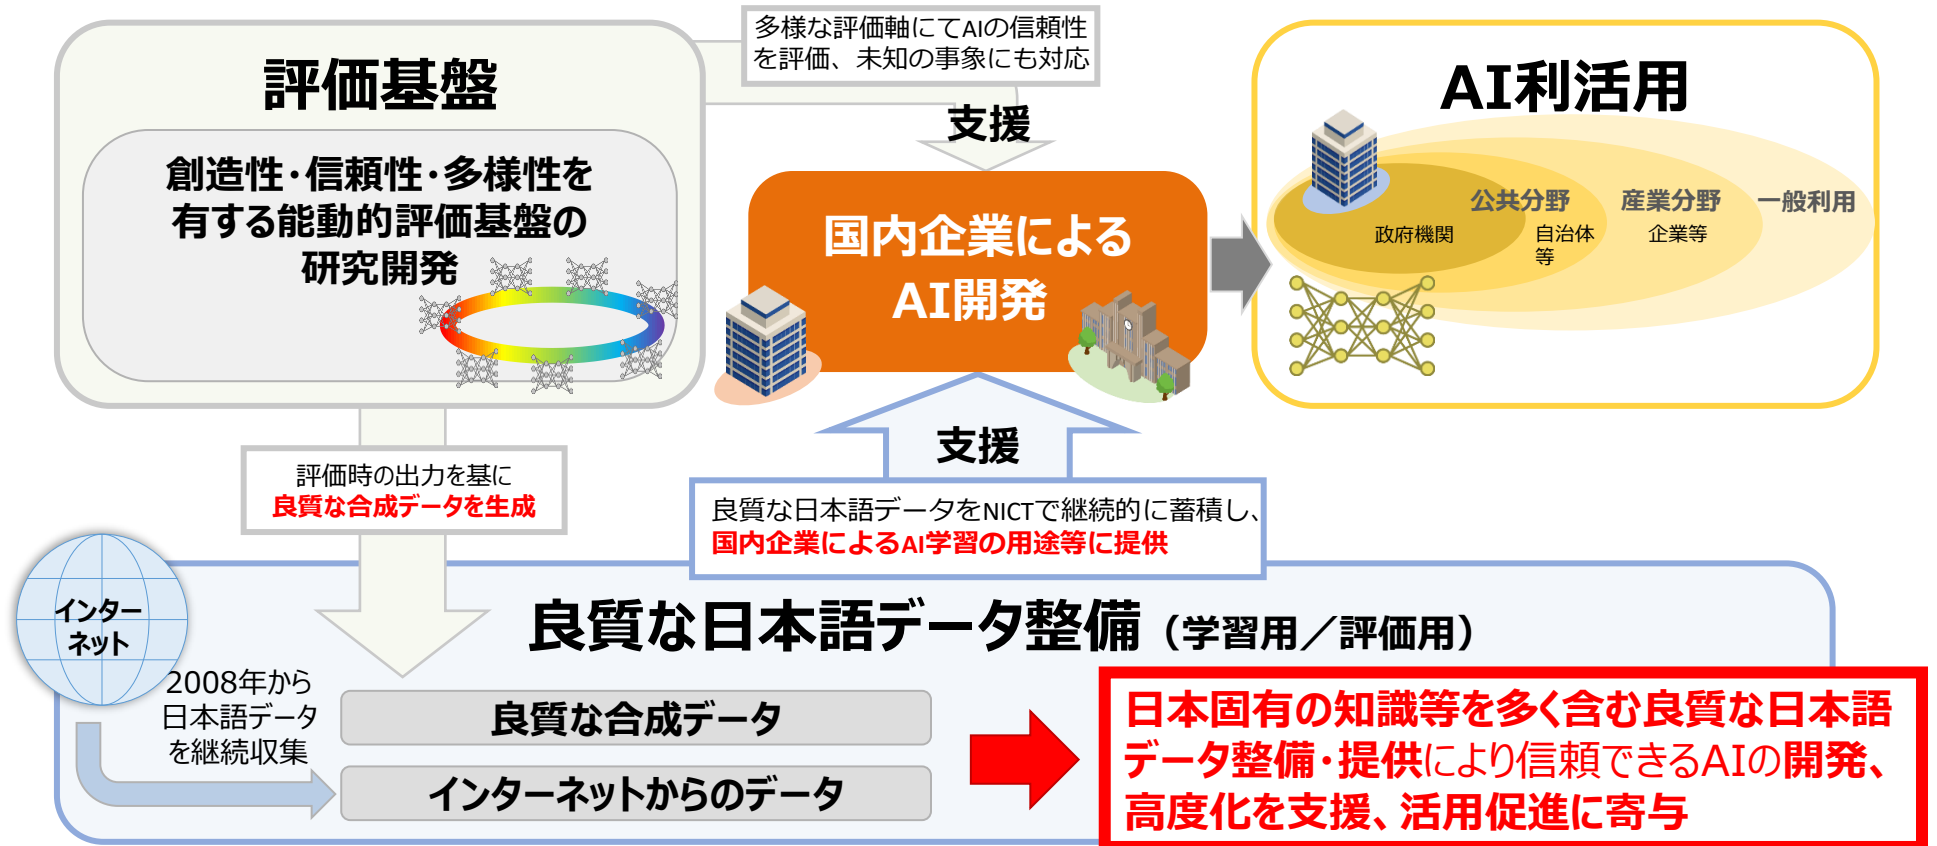 評価基盤
創造性・信頼性・多様性を
有する能動的評価基盤の
研究開発
多様な評価軸にてAIの信頼性
を評価、未知の事象にも対応
支援
国内企業による
AI開発
AI利活用
公共分野
産業分野
一般利用
政府機関
自治体
等
企業等
評価時の出力を基に
良質な合成データを生成
支援
良質な日本語データをNICTで継続的に蓄積し、
国内企業によるAI学習の用途等に提供
インター
ネット
良質な日本語データ整備（学習用／評価用）
2008年から
日本語データ
を継続収集
良質な合成データ
インターネットからのデータ
日本固有の知識等を多く含む良質な日本語
データ整備・提供により信頼できるAIの開発、
高度化を支援、活用促進に寄与